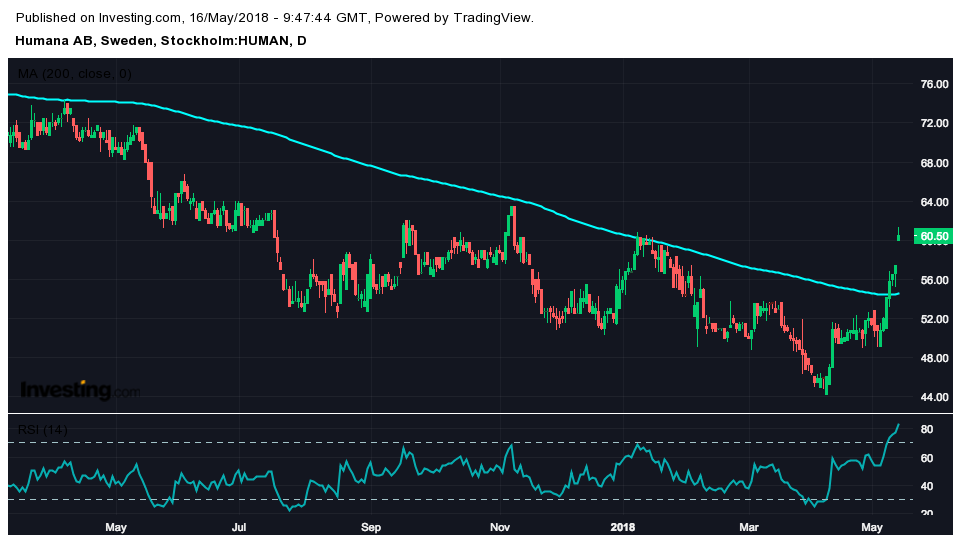 Published on Investing.com, 16/May/2018 - 9:47:44 GMT, Powered by TradingView.
Humana AB, Sweden, Stockholm:HUMAN, D
MA (200, close, 0)
76.00
72.00
68.00
64.00
60.50
60.00
56.00
52.00
48.00
Investing.com
44.00
RSI (14)
80
60
40
20
May Jul Sep Nov 2018 Mar May